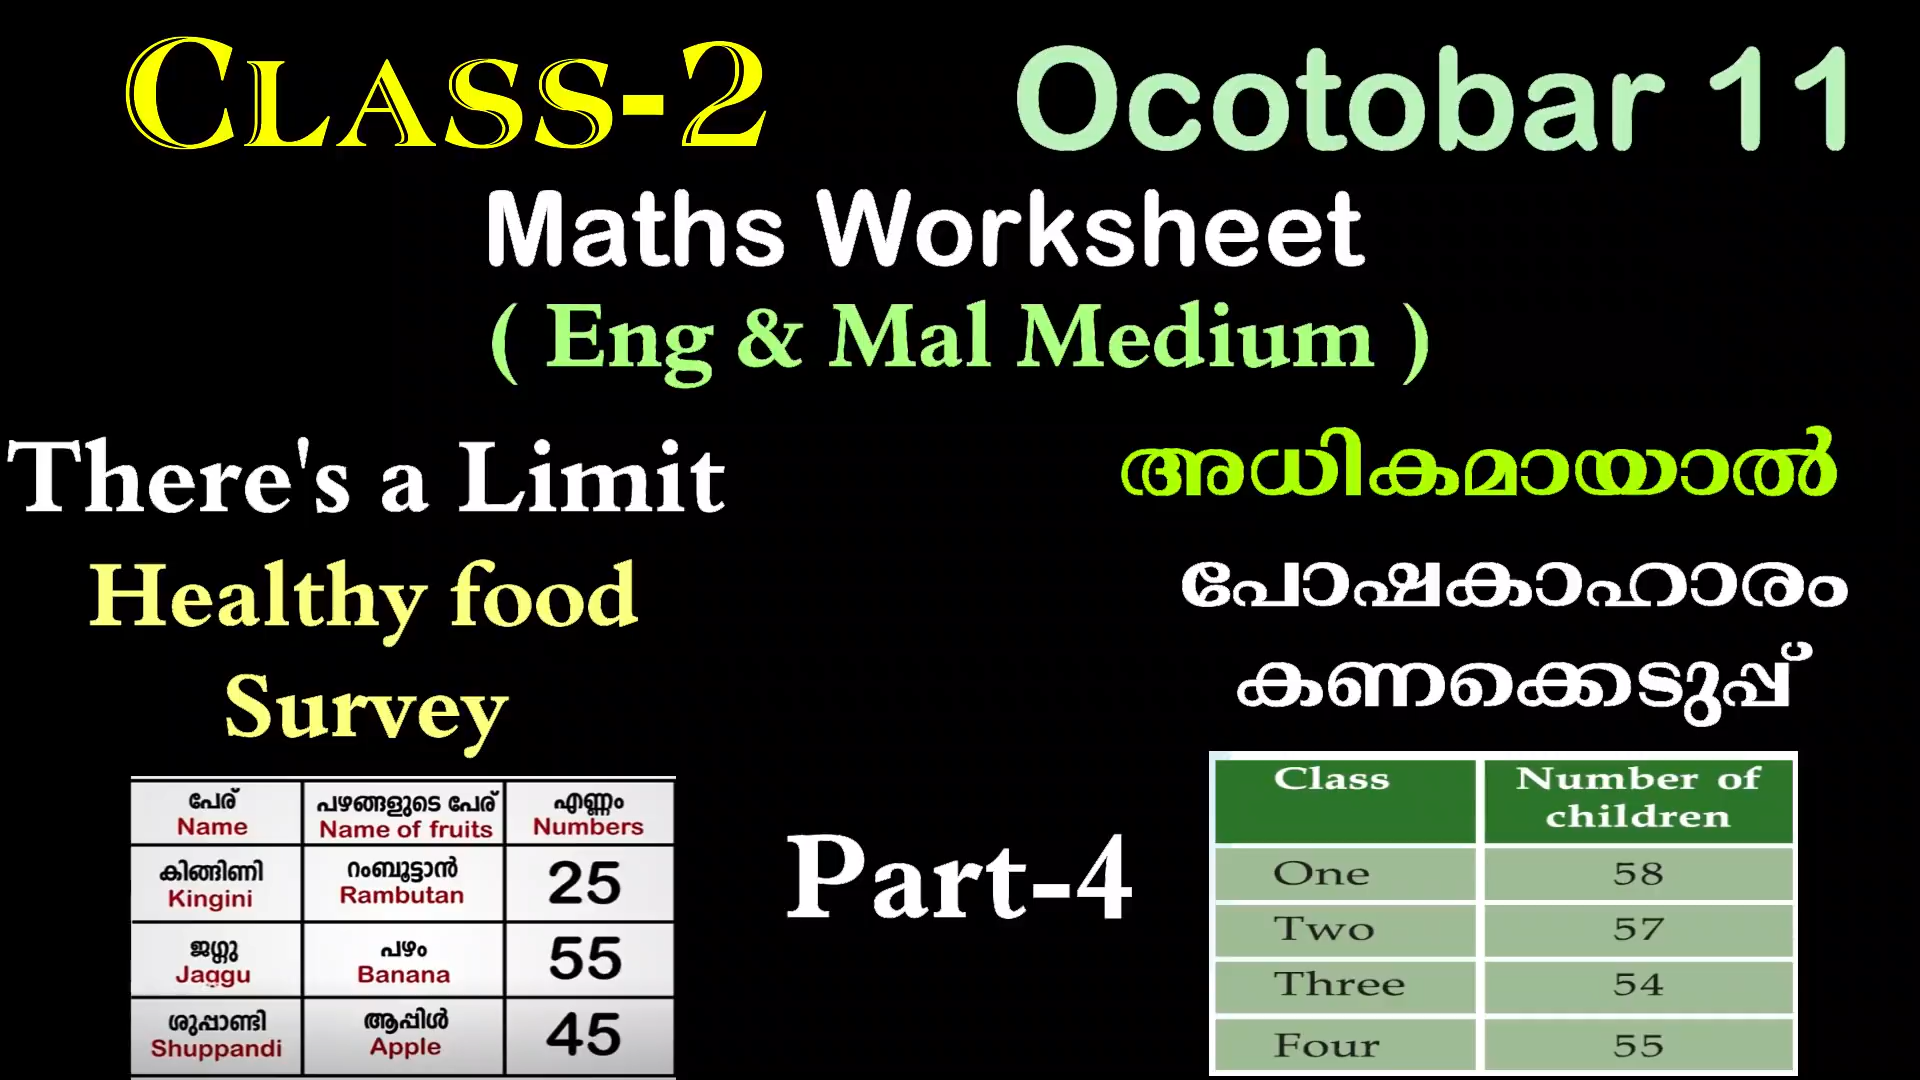 CLASS-2
Ocotobar 11
Maths Worksheet
( Eng & Mal Medium )
There's a Limit
അധികമായാൽ
Healthy food
Survey
പോഷകാഹാരം
കണക്കെടുപ്പ്
പേര് പഴങ്ങളുടെ പേര് എണ്ണം
Name Name of fruits Numbers
കിങ്ങിണി റംബൂട്ടാൻ 25
Kingini Rambutan
ജഗ്ഗു പഴം 55
Jaggu Banana
ശുപ്പാണ്ടി ആപ്പിൾ 45
Shuppandi Apple
Part-4
Class Number of
children
One 58
Two 57
Three 54
Four 55